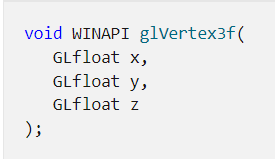 void WINAPI glVertex3f(
   GLfloat x,
   GLfloat y,
   GLfloat z
);